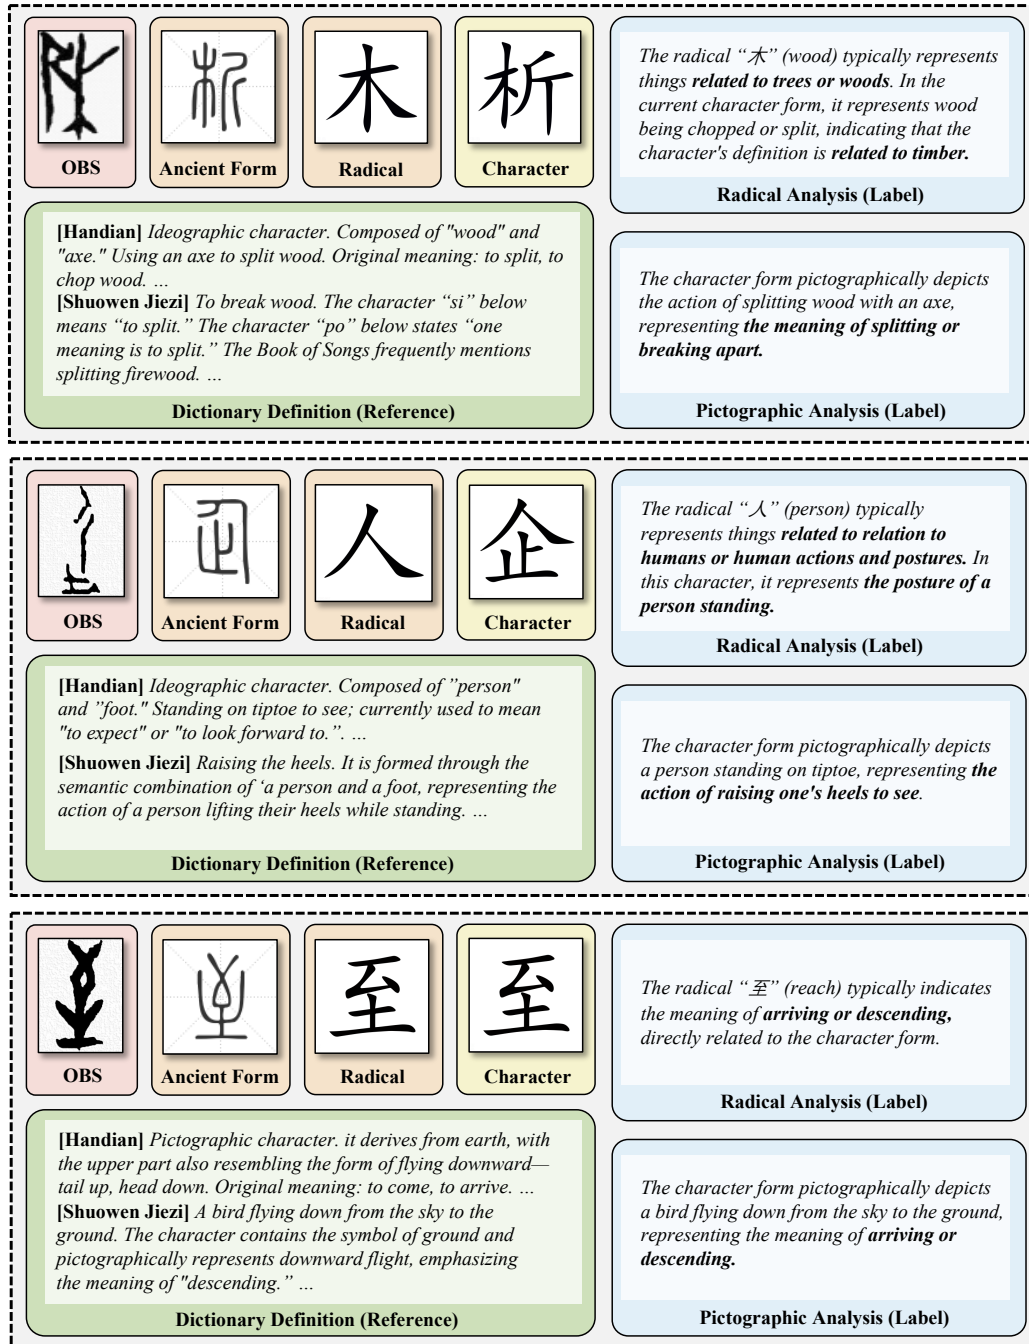 析
木
析
OBS
Ancient Form
Radical
Character
The radical “木” (wood) typically represents
things related to trees or woods. In the
current character form, it represents wood
being chopped or split, indicating that the
character's definition is related to timber.
Radical Analysis (Label)
[Handian] Ideographic character. Composed of "wood" and
"axe." Using an axe to split wood. Original meaning: to split, to
chop wood. …
[Shuowen Jiezi] To break wood. The character “si” below
means “to split.” The character “po” below states “one
meaning is to split.” The Book of Songs frequently mentions
splitting firewood. …
Dictionary Definition (Reference)
The character form pictographically depicts
the action of splitting wood with an axe,
representing the meaning of splitting or
breaking apart.
Pictographic Analysis (Label)
企
人
企
OBS
Ancient Form
Radical
Character
The radical “人” (person) typically
represents things related to relation to
humans or human actions and postures. In
this character, it represents the posture of a
person standing.
Radical Analysis (Label)
[Handian] Ideographic character. Composed of ”person"
and ”foot." Standing on tiptoe to see; currently used to mean
"to expect" or "to look forward to.”. …
[Shuowen Jiezi] Raising the heels. It is formed through the
semantic combination of ‘a person and a foot, representing the
action of a person lifting their heels while standing. …
Dictionary Definition (Reference)
The character form pictographically depicts
a person standing on tiptoe, representing the
action of raising one's heels to see.
Pictographic Analysis (Label)
至
至
至
OBS
Ancient Form
Radical
Character
The radical “至” (reach) typically indicates
the meaning of arriving or descending,
directly related to the character form.
Radical Analysis (Label)
[Handian] Pictographic character. it derives from earth, with
the upper part also resembling the form of flying downward—
tail up, head down. Original meaning: to come, to arrive. …
[Shuowen Jiezi] A bird flying down from the sky to the
ground. The character contains the symbol of ground and
pictographically represents downward flight, emphasizing
the meaning of "descending.” …
Dictionary Definition (Reference)
The character form pictographically depicts
a bird flying down from the sky to the ground,
representing the meaning of arriving or
descending.
Pictographic Analysis (Label)